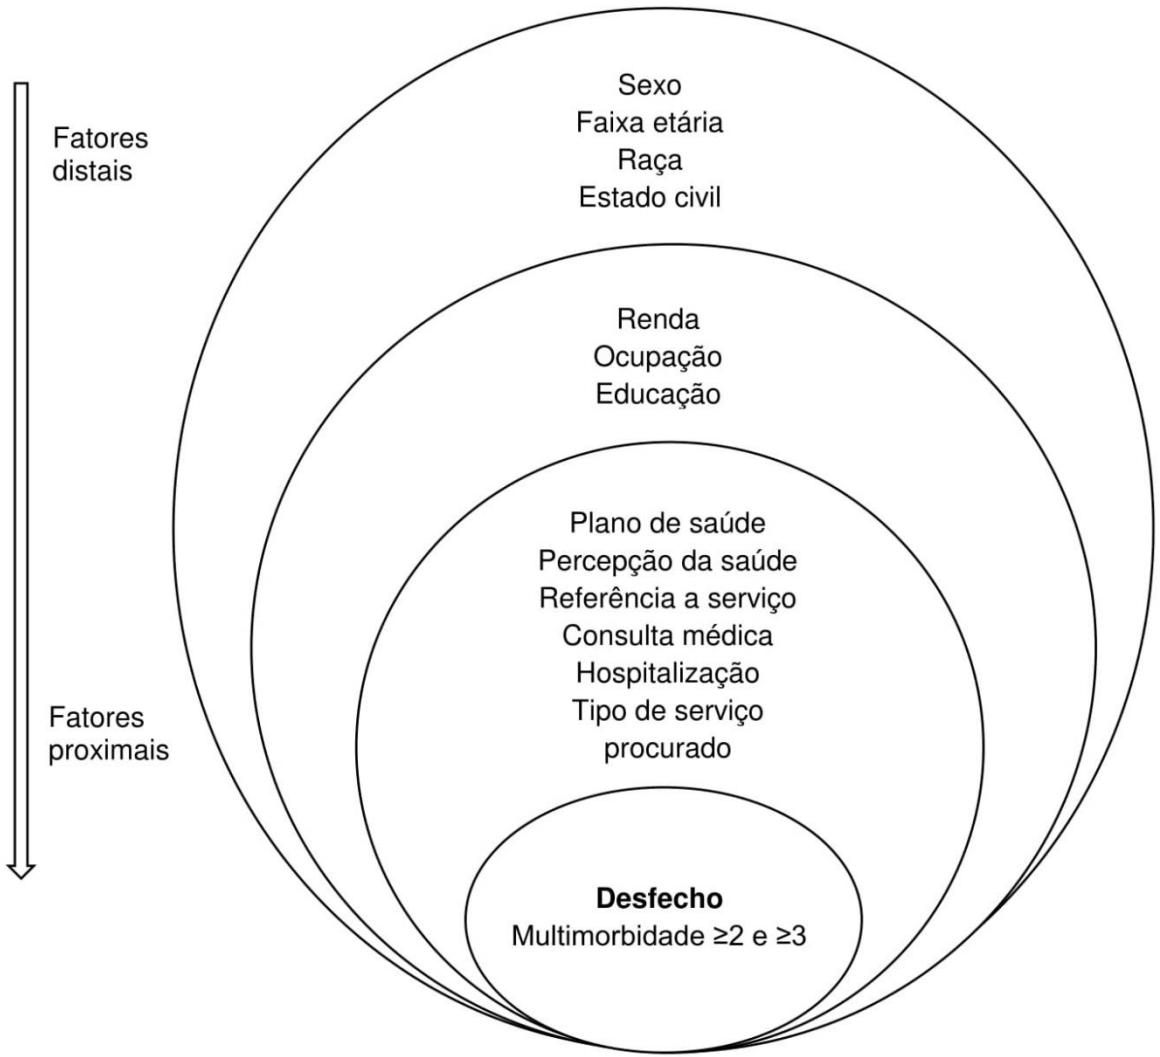 Fatores
distais
Sexo
Faixa etária
Raça
Estado civil
Renda
Ocupação
Educação
Plano de saúde
Percepção da saúde
Referência a serviço
Consulta médica
Hospitalização
Tipo de serviço
procurado
Fatores
proximais
Desfecho
Multimorbidade ≥2 e ≥3